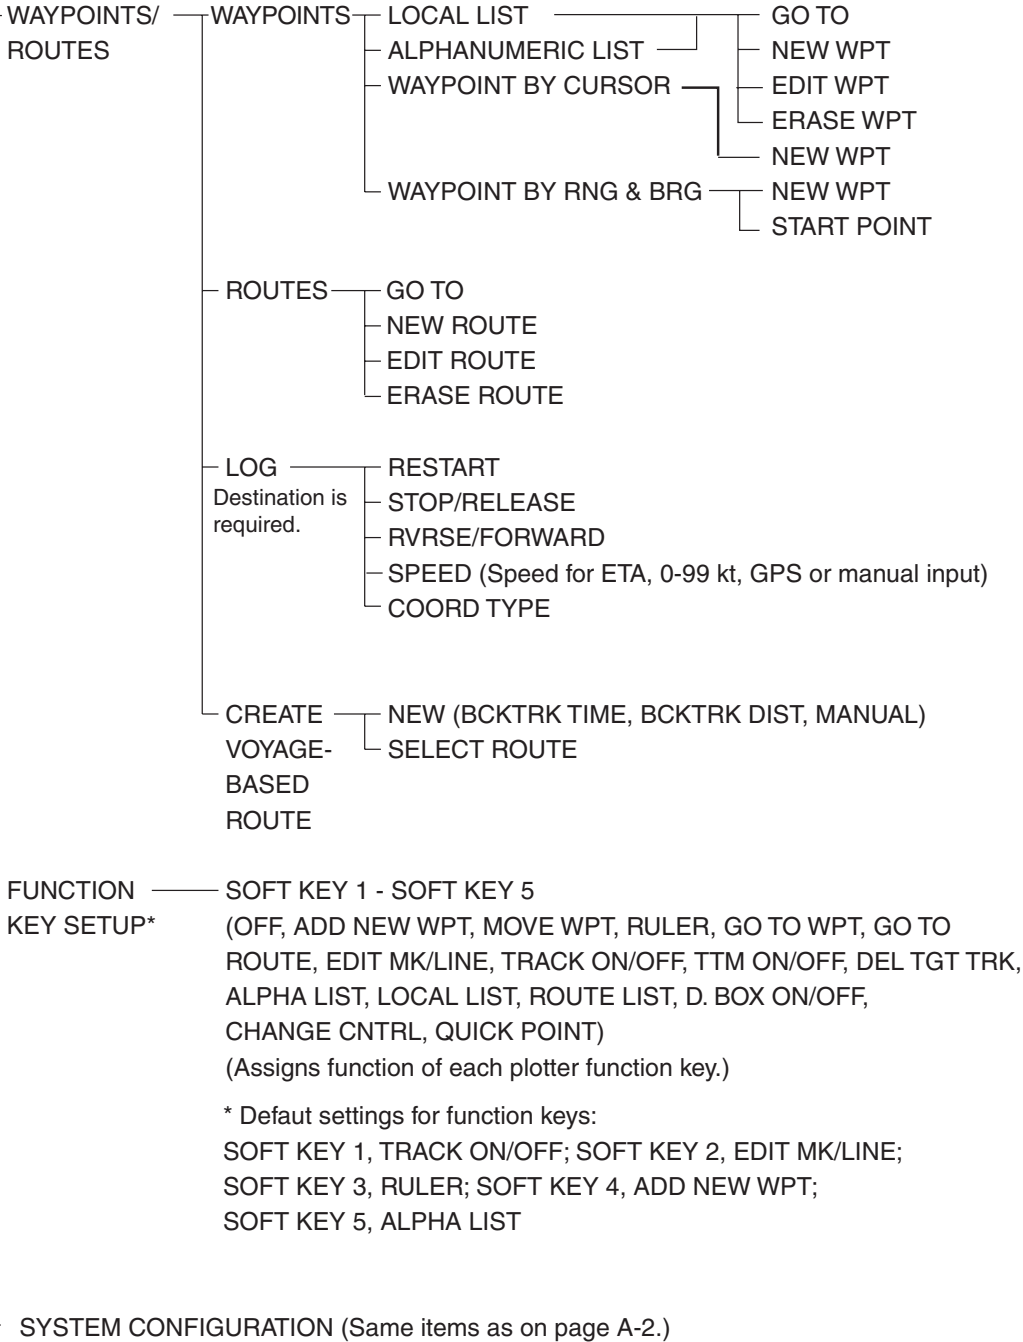 WAYPOINTS/ WAYPOINTS LOCAL LIST GO TO
ROUTES ALPHANUMERIC LIST NEW WPT
WAYPOINT BY CURSOR EDIT WPT
ERASE WPT
NEW WPT
WAYPOINT BY RNG & BRG NEW WPT
START POINT
ROUTES GO TO
NEW ROUTE
EDIT ROUTE
ERASE ROUTE
LOG RESTART
Destination is STOP/RELEASE
required. RVRSE/FORWARD
SPEED (Speed for ETA, 0-99 kt, GPS or manual input)
COORD TYPE
CREATE NEW (BCKTRK TIME, BCKTRK DIST, MANUAL)
VOYAGE- SELECT ROUTE
BASED
ROUTE
FUNCTION SOFT KEY 1 - SOFT KEY 5
KEY SETUP* (OFF, ADD NEW WPT, MOVE WPT, RULER, GO TO WPT, GO TO
ROUTE, EDIT MK/LINE, TRACK ON/OFF, TTM ON/OFF, DEL TGT TRK,
ALPHA LIST, LOCAL LIST, ROUTE LIST, D. BOX ON/OFF,
CHANGE CNTRL, QUICK POINT)
(Assigns function of each plotter function key.)
* Defaut settings for function keys:
SOFT KEY 1, TRACK ON/OFF; SOFT KEY 2, EDIT MK/LINE;
SOFT KEY 3, RULER; SOFT KEY 4, ADD NEW WPT;
SOFT KEY 5, ALPHA LIST
SYSTEM CONFIGURATION (Same items as on page A-2.)